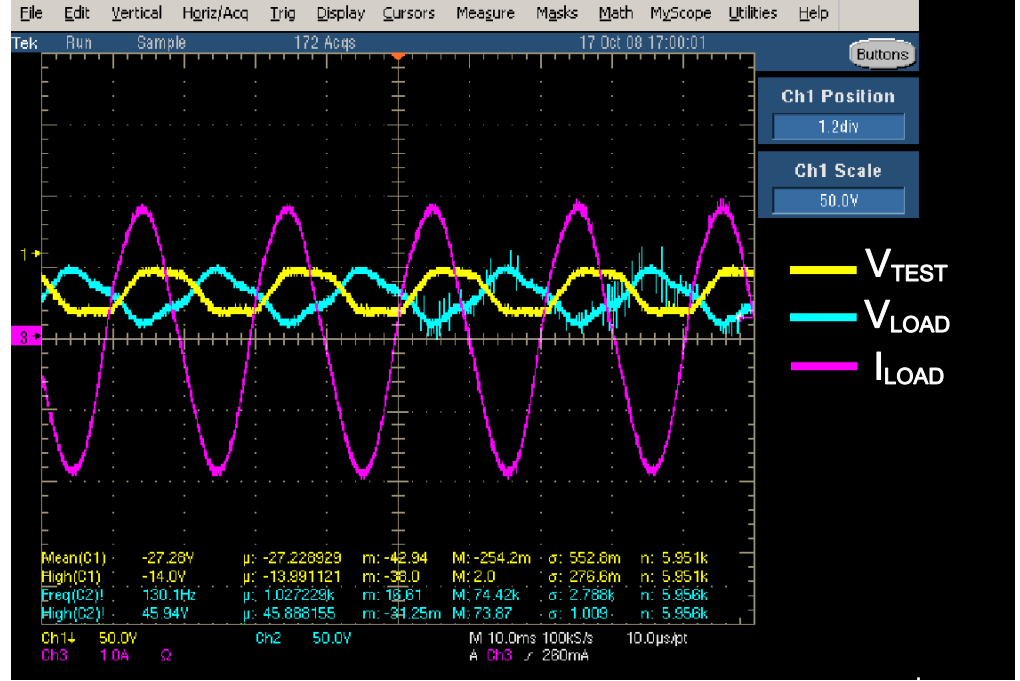 File Edit Vertical Horiz/Acq Trig Display Cursors Measure Masks Math MyScope Utilities Help
Tek Run Sample 172 Acqs 17 Oct 08 17:00:01
Buttons
Ch1 Position
1.2div
Ch1 Scale
50.0V
1
3
VTEST
VLOAD
ILOAD
Mean(C1) -27.28V µ: -27.228929 m: -42.94 M: -254.2m σ: 552.8m n: 5.951k
High(C1) -14.0V µ: -13.991121 m: -38.0 M: 2.0 σ: 276.6m n: 5.951k
Freq(C2)! 130.1Hz µ: 1.027229k m: 16.61 M: 74.42k σ: 2.788k n: 5.956k
High(C2)! 45.94V µ: 45.888155 m: -31.25m M: 73.87 σ: 1.009 n: 5.956k
Ch1 50.0V Ch2 50.0V M 10.0ms 100kS/s 10.0µs/pt
Ch3 1.0A Ω A Ch3 260mA